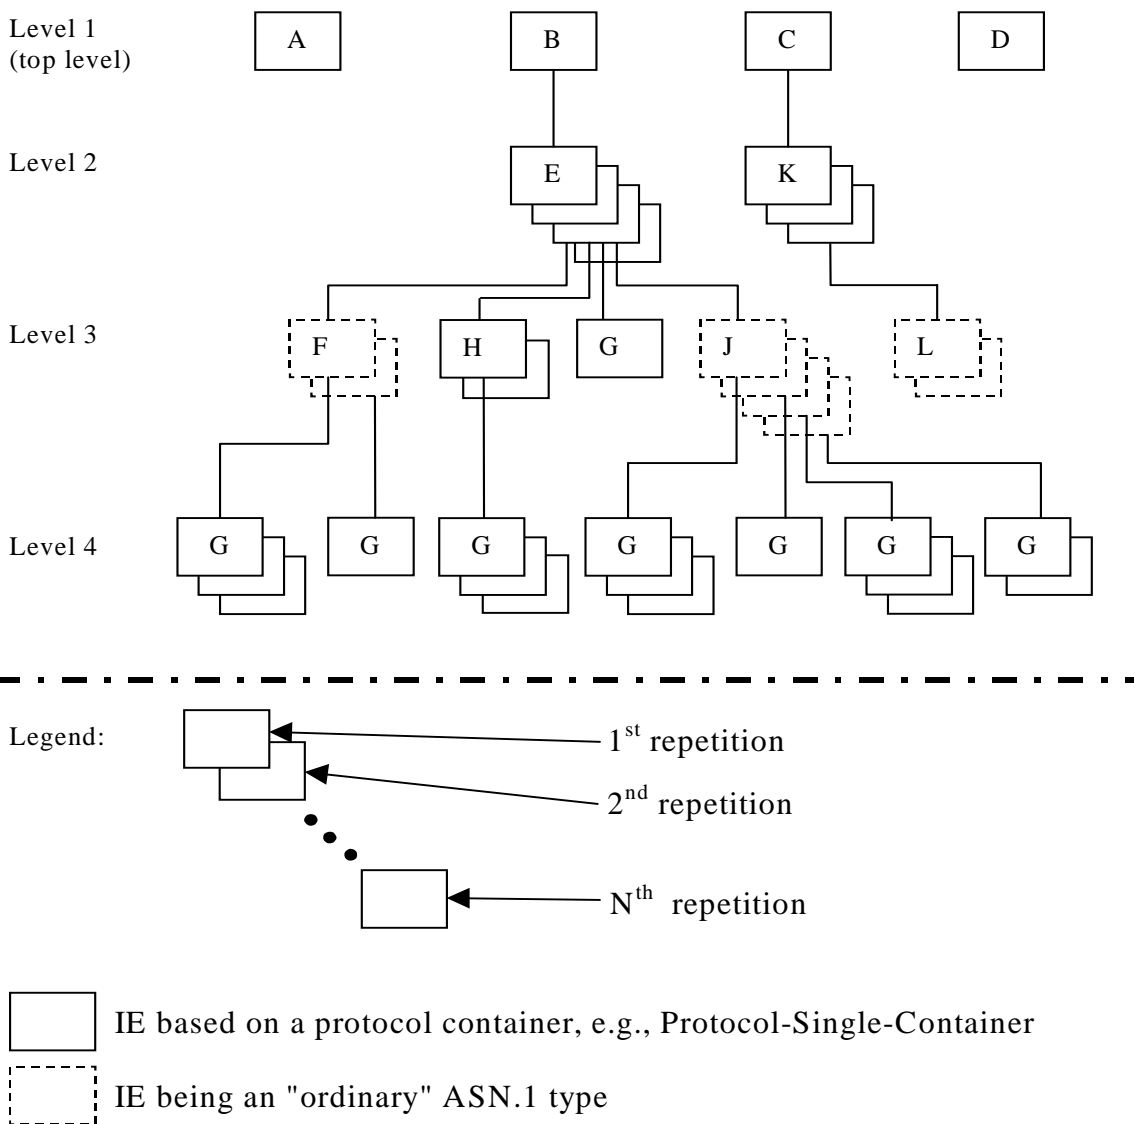 Level 1
(top level)
A
B
C
D
Level 2
E
K
Level 3
F
H
G
J
L
Level 4
G
G
G
G
G
G
G
Legend:
1st repetition
2nd repetition
Nth repetition
IE based on a protocol container, e.g., Protocol-Single-Container
IE being an "ordinary" ASN.1 type